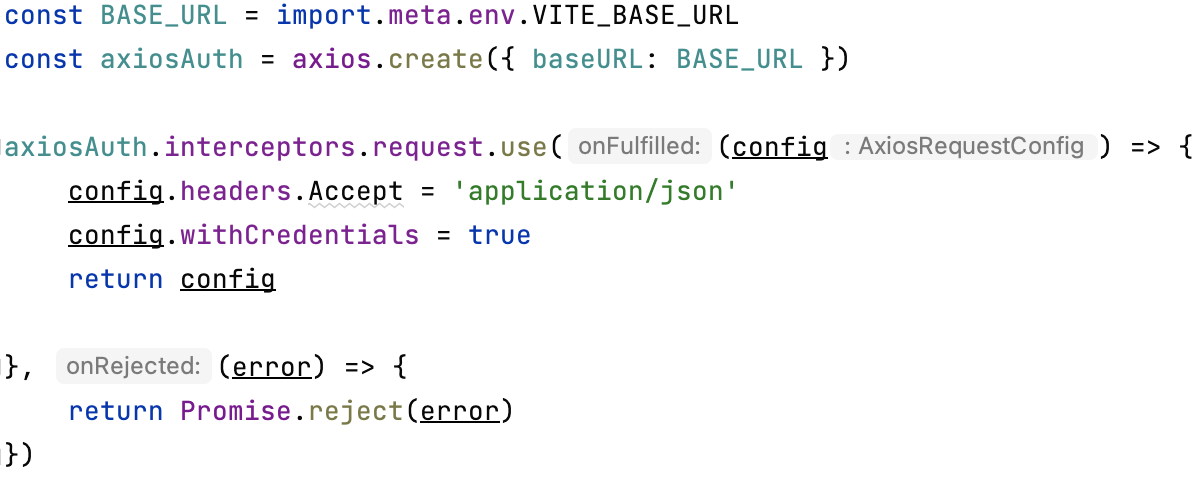 const BASE_URL = import.meta.env.VITE_BASE_URL
const axiosAuth = axios.create({ baseURL: BASE_URL })
axiosAuth.interceptors.request.use( onFulfilled: (config : AxiosRequestConfig ) => {
config.headers.Accept = 'application/json'
config.withCredentials = true
return config
}, onRejected: (error) => {
return Promise.reject(error)
})